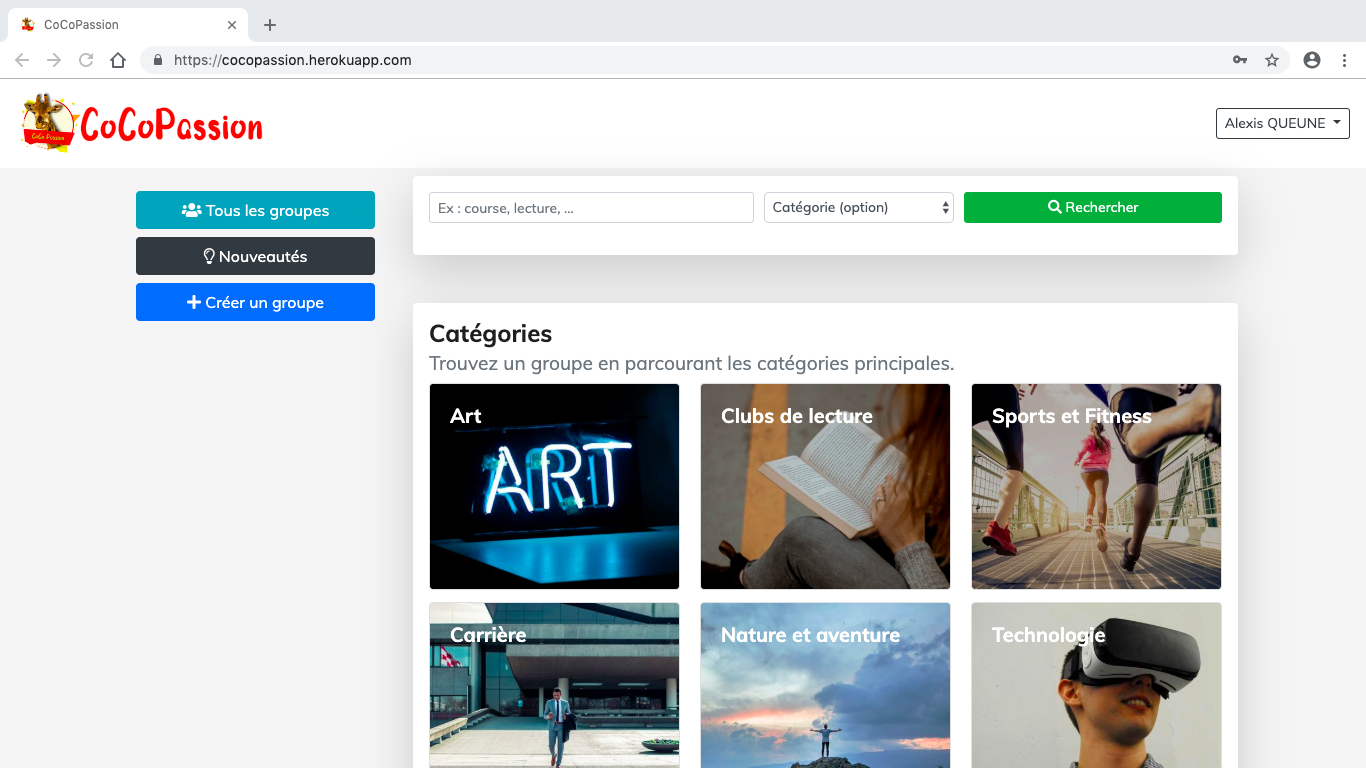 CoCoPassion
https://cocopassion.herokuapp.com
CoCo Passion
CoCoPassion
Alexis QUEUNE
Tous les groupes
Nouveautés
Créer un groupe
Ex : course, lecture, ...
Catégorie (option)
Rechercher
Catégories
Trouvez un groupe en parcourant les catégories principales.
Art
ART
Clubs de lecture
Sports et Fitness
Carrière
Nature et aventure
Technologie